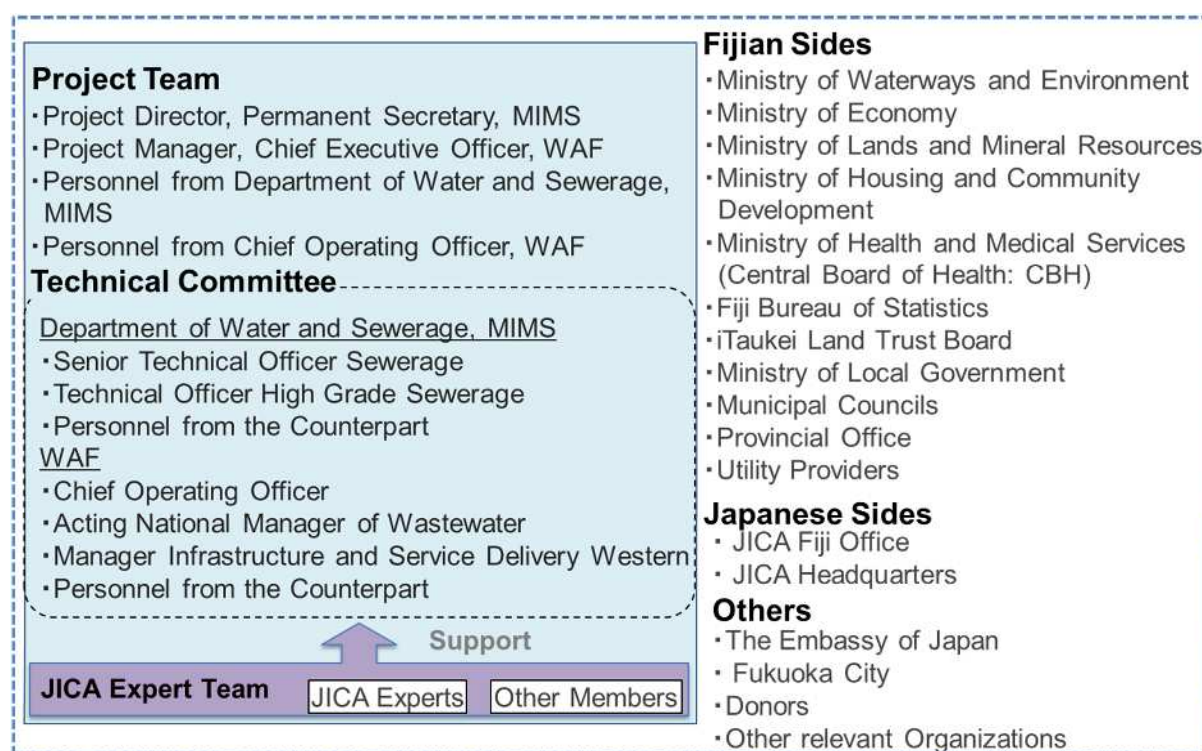 Project Team
・Project Director, Permanent Secretary, MIMS
・Project Manager, Chief Executive Officer, WAF
・Personnel from Department of Water and Sewerage,
MIMS
・Personnel from Chief Operating Officer, WAF
Technical Committee
Department of Water and Sewerage, MIMS
・Senior Technical Officer Sewerage
・Technical Officer High Grade Sewerage
・Personnel from the Counterpart
WAF
・Chief Operating Officer
・Acting National Manager of Wastewater
・Manager Infrastructure and Service Delivery Western
・Personnel from the Counterpart
Support
JICA Expert Team
JICA Experts
Other Members
Fijian Sides
・Ministry of Waterways and Environment
・Ministry of Economy
・Ministry of Lands and Mineral Resources
・Ministry of Housing and Community
Development
・Ministry of Health and Medical Services
(Central Board of Health: CBH)
・Fiji Bureau of Statistics
・iTaukei Land Trust Board
・Ministry of Local Government
・Municipal Councils
・Provincial Office
・Utility Providers
Japanese Sides
・JICA Fiji Office
・JICA Headquarters
Others
・The Embassy of Japan
・Fukuoka City
・Donors
・Other relevant Organizations